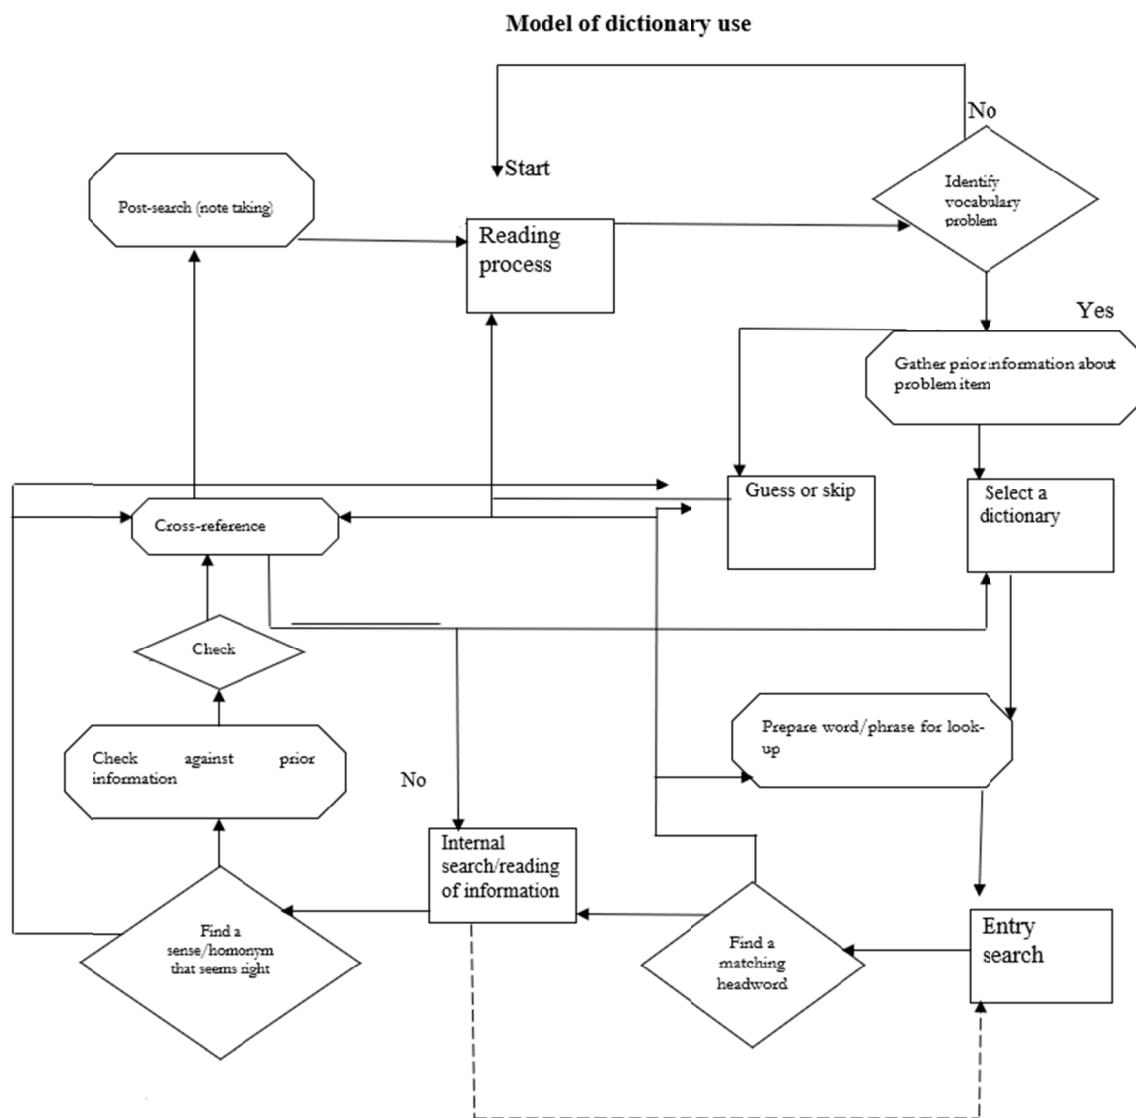 Model of dictionary use
No
Start
Identify
vocabulary
problem
Post-search (note taking)
Reading
process
Yes
Gather prior information about
problem item
Guess or skip
Select a
dictionary
Cross-reference
Check
Prepare word/phrase for look-
up
Check against prior
information
No
Internal
search/reading
of information
Find a
sense/homonym
that seems right
Find a
matching
headword
Entry
search